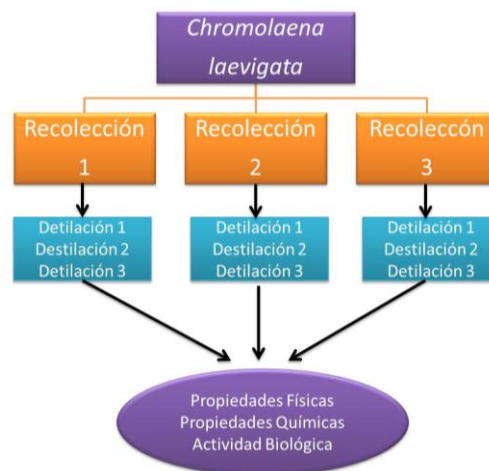 Chromolaena
laevigata
Recolección
1
Recolección
2
Recoleccón
3
Detilación 1
Destilación 2
Detilación 3
Detilación 1
Destilación 2
Detilación 3
Detilación 1
Destilación 2
Detilación 3
Propiedades Físicas
Propiedades Químicas
Actividad Biológica